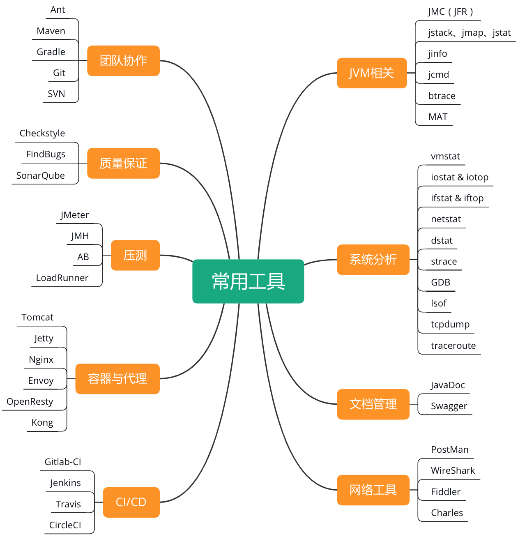 常用工具
团队协作
Ant
Maven
Gradle
Git
SVN
质量保证
Checkstyle
FindBugs
SonarQube
压测
JMeter
JMH
AB
LoadRunner
容器与代理
Tomcat
Jetty
Nginx
Envoy
OpenResty
Kong
CI/CD
Gitlab-CI
Jenkins
Travis
CircleCI
JVM相关
JMC ( JFR )
jstack、jmap、jstat
jinfo
jcmd
btrace
MAT
系统分析
vmstat
iostat & iotop
ifstat & iftop
netstat
dstat
strace
GDB
lsof
tcpdump
traceroute
文档管理
JavaDoc
Swagger
网络工具
PostMan
WireShark
Fiddler
Charles